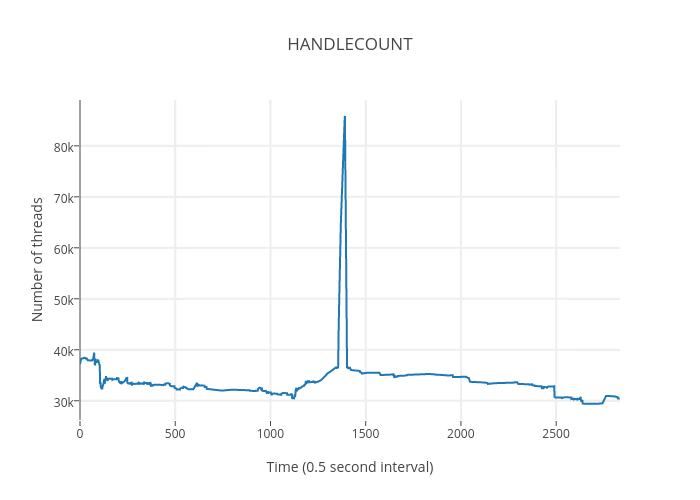 HANDLECOUNT
Number of threads
80k
70k
60k
50k
40k
30k
0 500 1000 1500 2000 2500
Time (0.5 second interval)